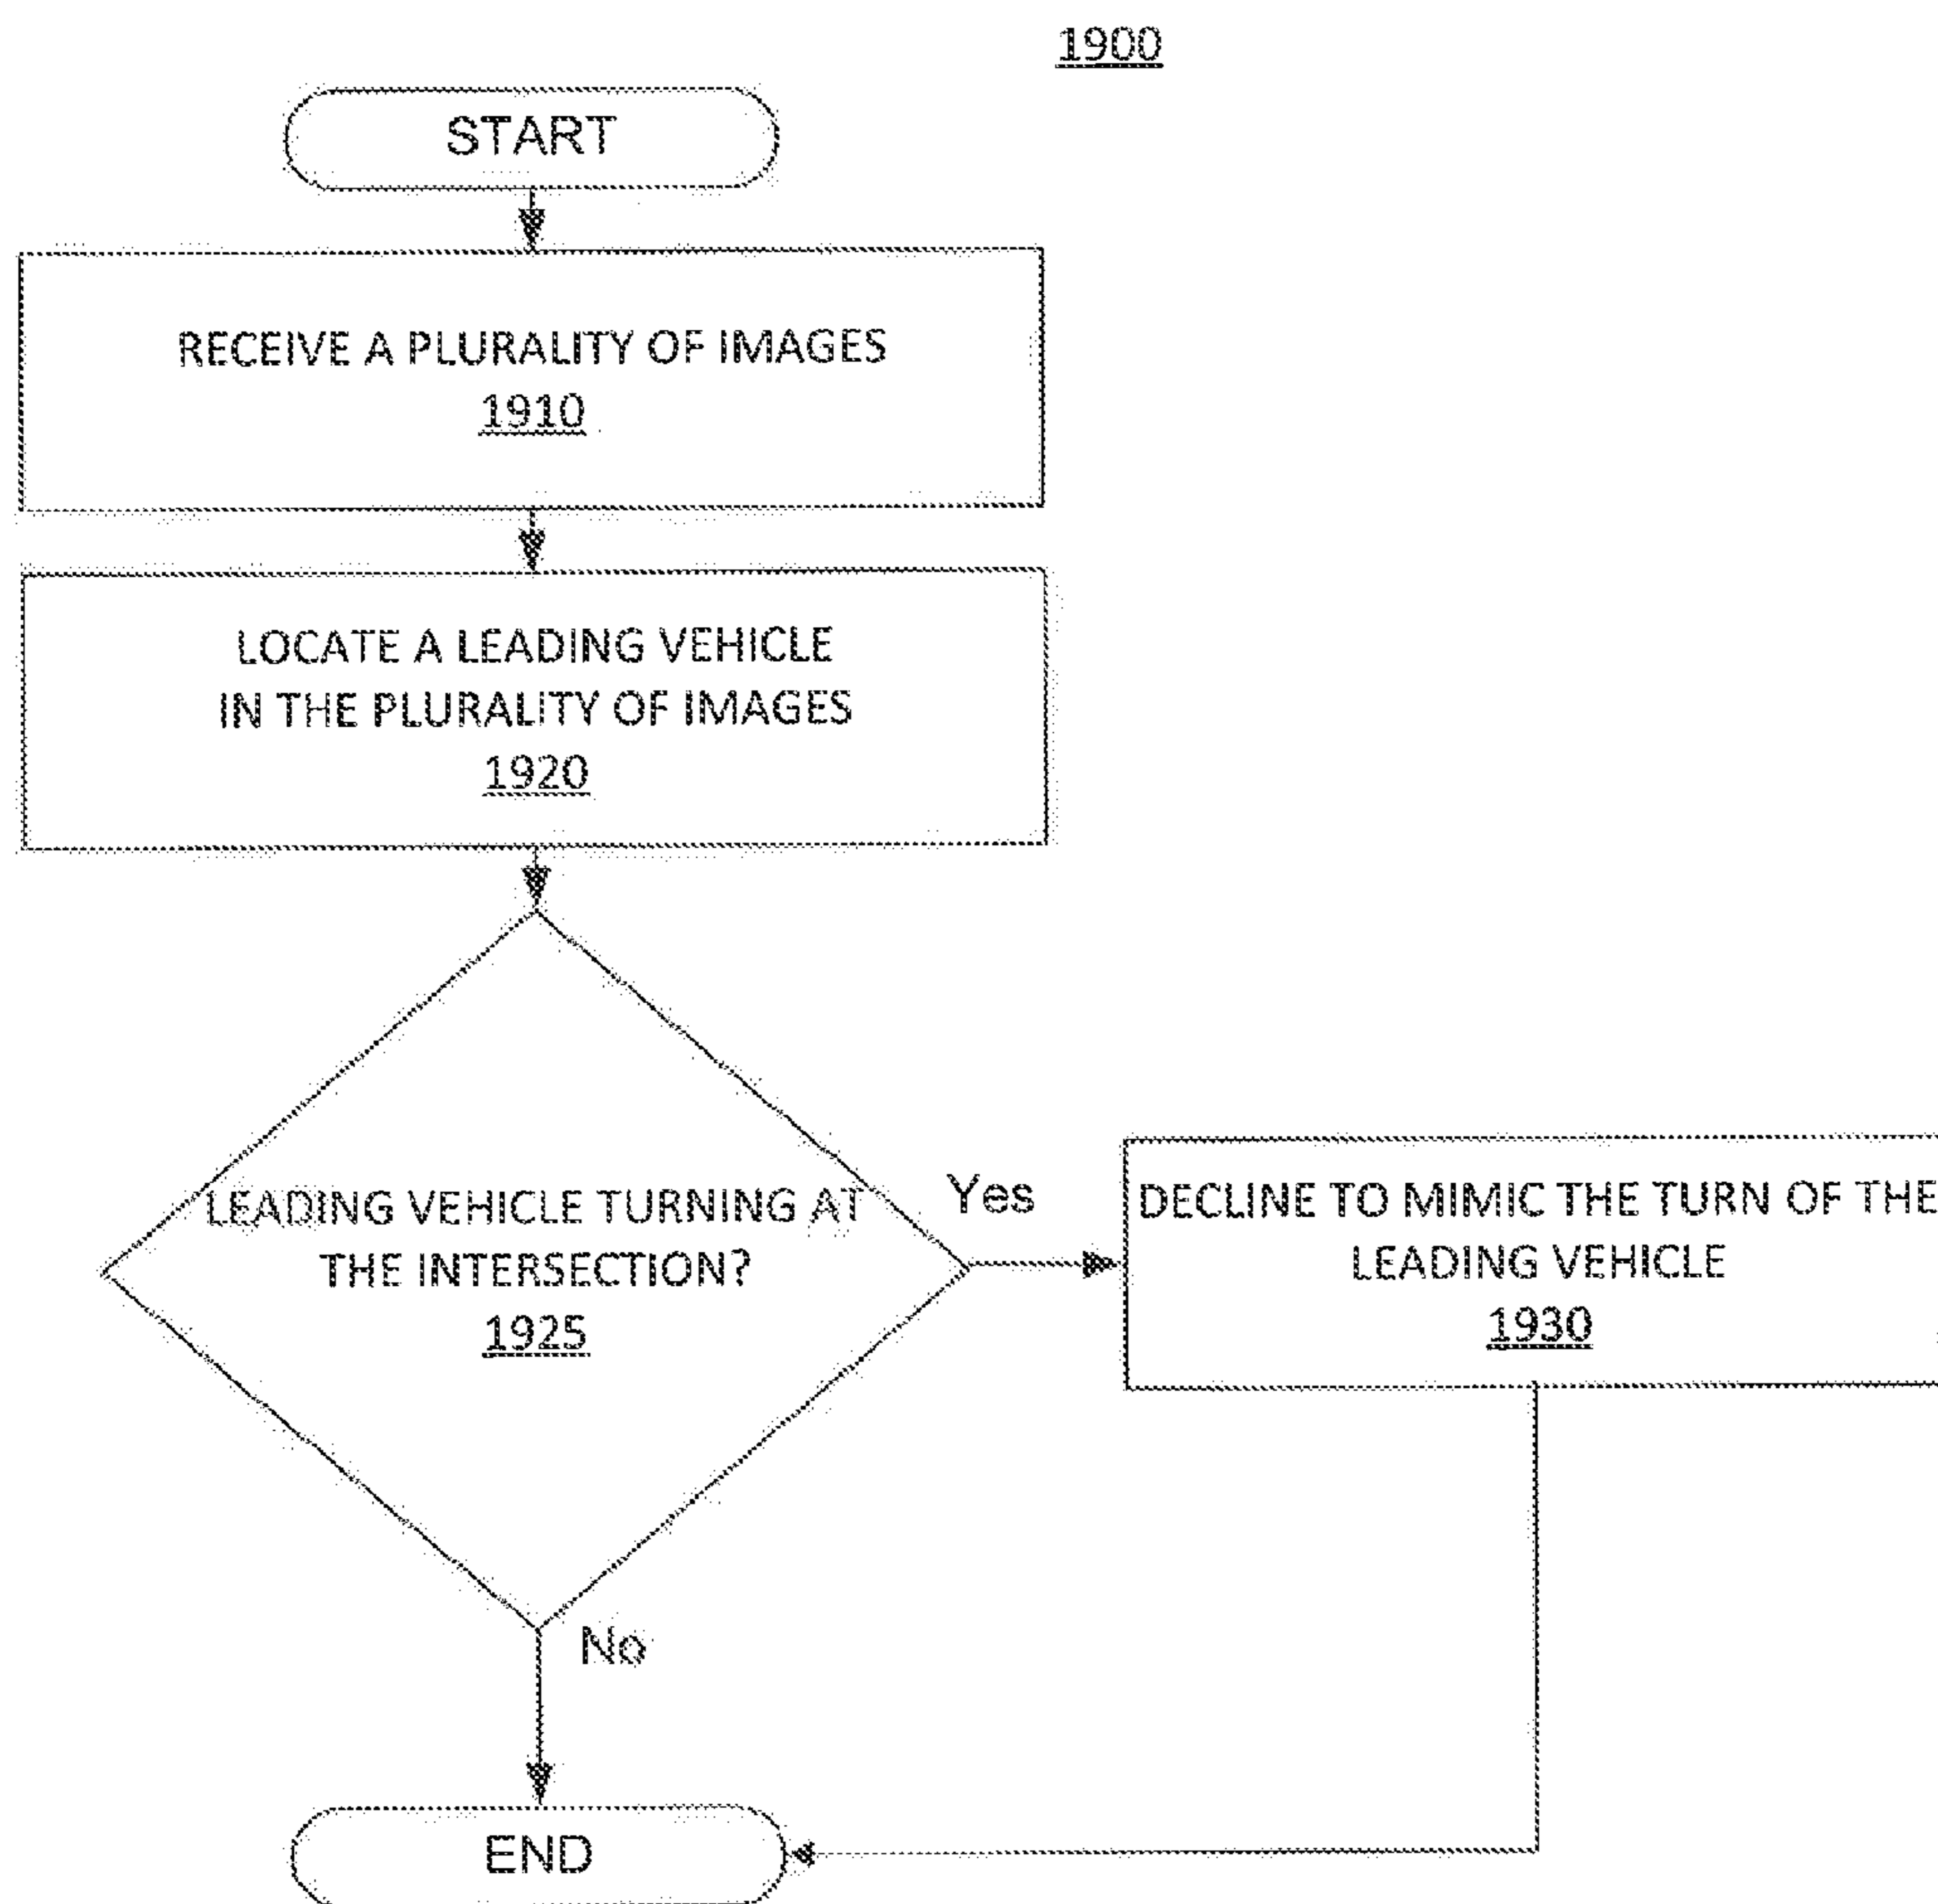 1900
START
RECEIVE A PLURALITY OF IMAGES
1910
LOCATE A LEADING VEHICLE
IN THE PLURALITY OF IMAGES
1920
LEADING VEHICLE TURNING AT
THE INTERSECTION?
1925
Yes
DECLINE TO MIMIC THE TURN OF THE
LEADING VEHICLE
1930
No
END